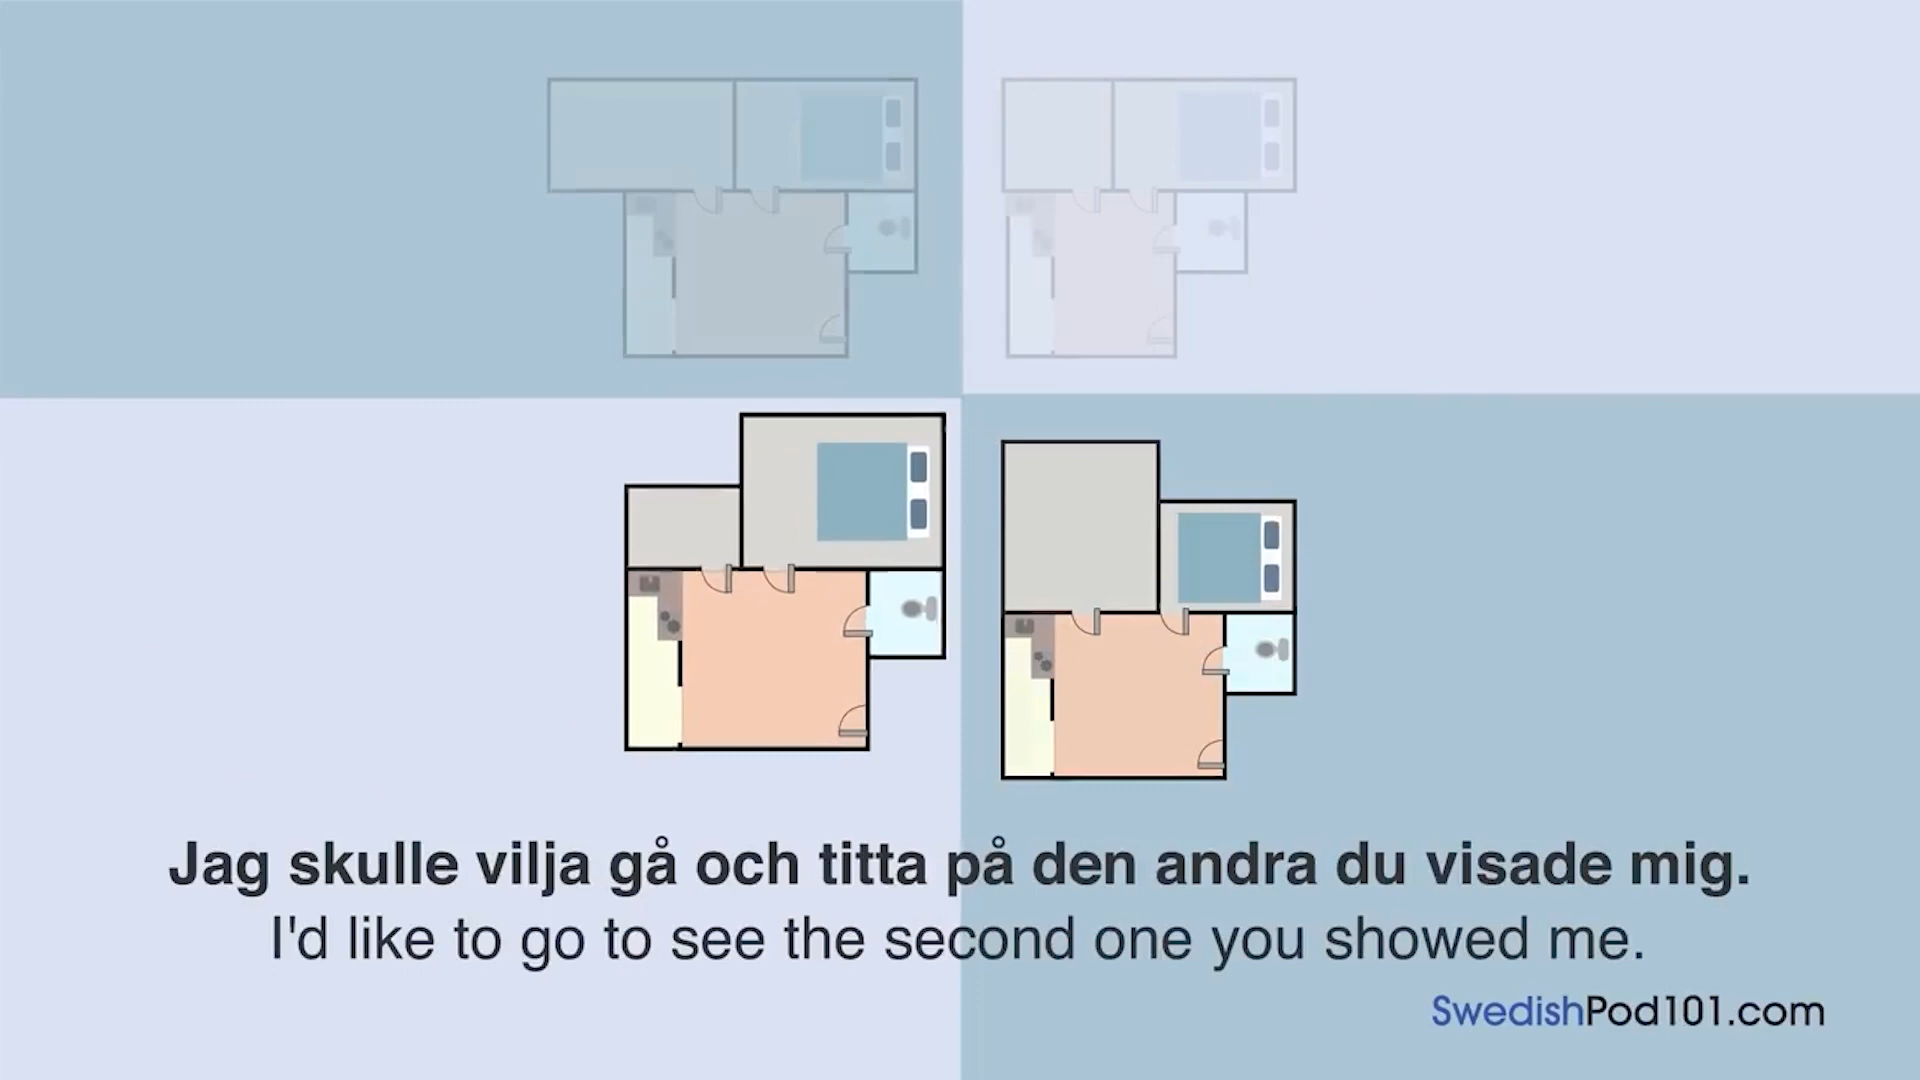 Jag skulle vilja gå och titta på den andra du visade mig.
I'd like to go to see the second one you showed me.
SwedishPod101.com